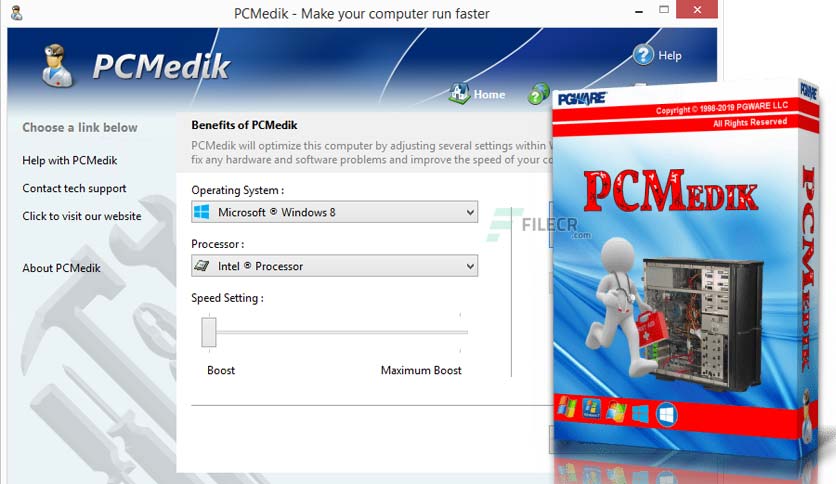 PCMedik - Make your computer run faster
PCMedik
Help
Home
Choose a link below
Help with PCMedik
Contact tech support
Click to visit our website
About PCMedik
Benefits of PCMedik
PCMedik will optimize this computer by adjusting several settings within
fix any hardware and software problems and improve the speed of your
Operating System :
Microsoft ® Windows 8
Processor :
Intel ® Processor
Speed Setting :
Boost
Maximum Boost
FILECR
.com
PGWARE
Copyright © 1998-2019 PGWARE LLC
All Rights Reserved
PCMEDIK
FIRST AID
PCMEDIK